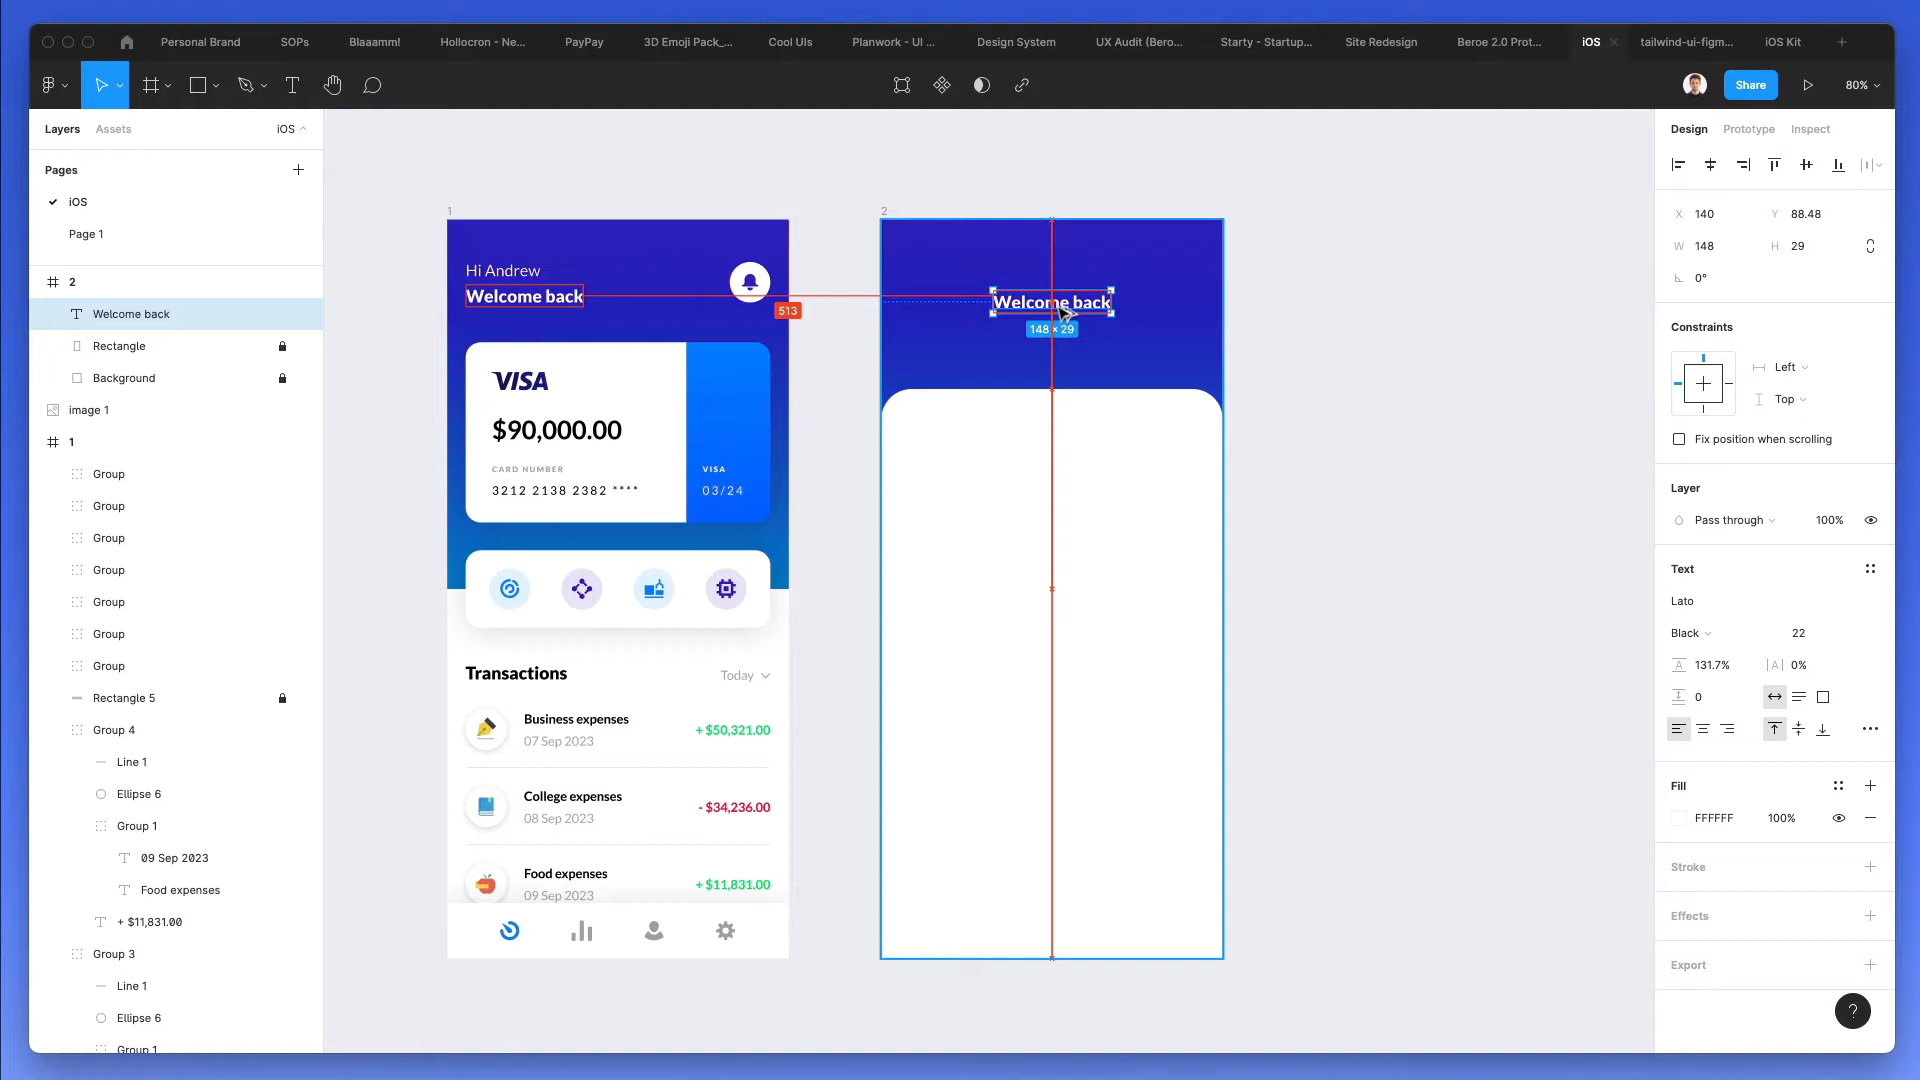 Personal Brand
SOPs
Blaaamm!
Hollocron - Ne...
PayPay
3D Emoji Pack_...
Cool UIs
Planwork - UI ...
Design System
UX Audit (Bero...
Starty - Startup...
Site Redesign
Beroe 2.0 Prot...
iOS
tailwind-ui-figm...
iOS Kit
Share
80%
Layers
Assets
iOS
Pages
iOS
Page 1
2
Welcome back
Rectangle
Background
image 1
1
Group
Group
Group
Group
Group
Group
Group
Rectangle 5
Group 4
Line 1
Ellipse 6
Group 1
09 Sep 2023
Food expenses
+ $11,831.00
Group 3
Line 1
Ellipse 6
Group 1
1
Hi Andrew
Welcome back
513
VISA
$90,000.00
CARD NUMBER
3212 2138 2382 ****
VISA
03/24
Transactions
Today
Business expenses
07 Sep 2023
+ $50,321.00
College expenses
08 Sep 2023
- $34,236.00
Food expenses
09 Sep 2023
+ $11,831.00
2
Welcome back
148 × 29
Design
Prototype
Inspect
X 140
Y 88.48
W 148
H 29
0°
Constraints
Left
Top
Fix position when scrolling
Layer
Pass through
100%
Text
Lato
Black
22
131.7%
0%
0
Fill
FFFFFF
100%
Stroke
Effects
Export
?